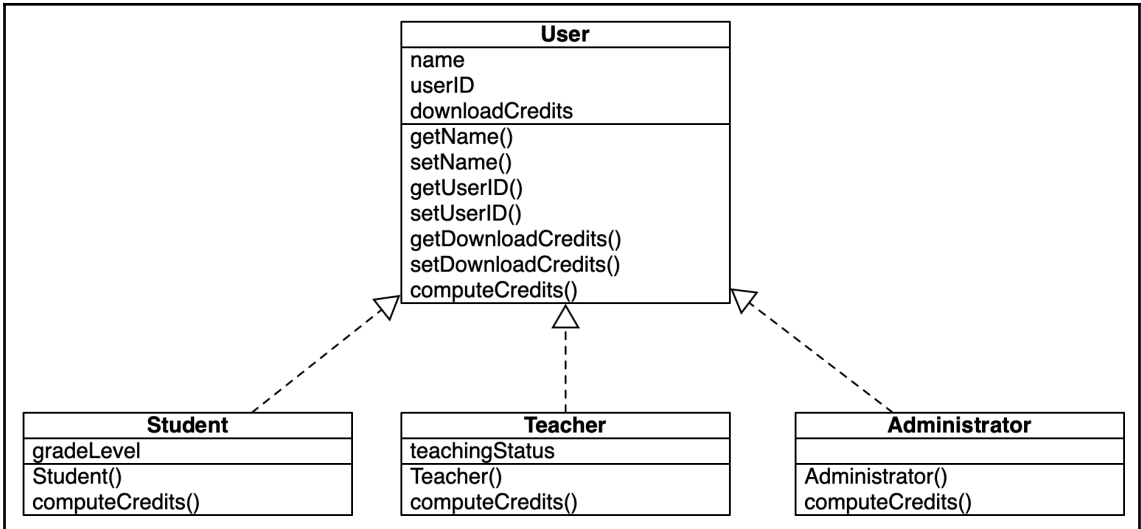 User
name
userID
downloadCredits
getName()
setName()
getUserID()
setUserID()
getDownloadCredits()
setDownloadCredits()
computeCredits()
Student
gradeLevel
Student()
computeCredits()
Teacher
teachingStatus
Teacher()
computeCredits()
Administrator
Administrator()
computeCredits()